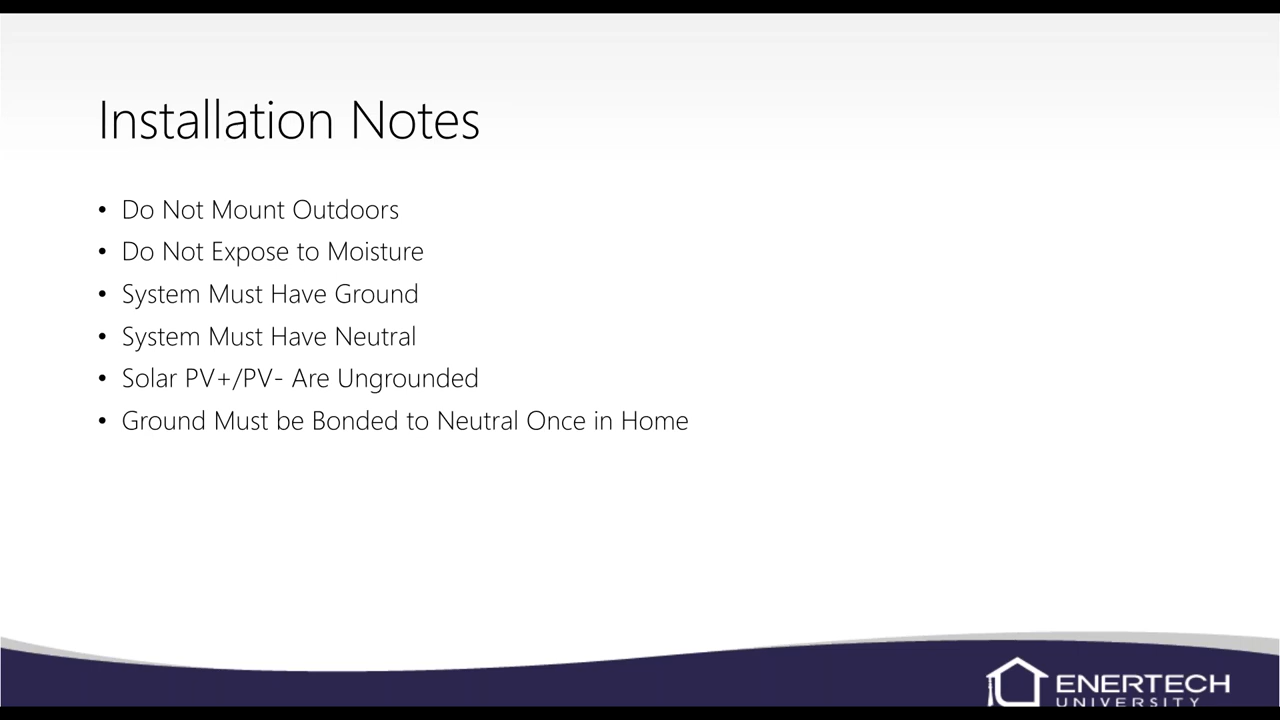 Installation Notes
• Do Not Mount Outdoors
• Do Not Expose to Moisture
• System Must Have Ground
• System Must Have Neutral
• Solar PV+/PV- Are Ungrounded
• Ground Must be Bonded to Neutral Once in Home
ENERTECH
UNIVERSITY